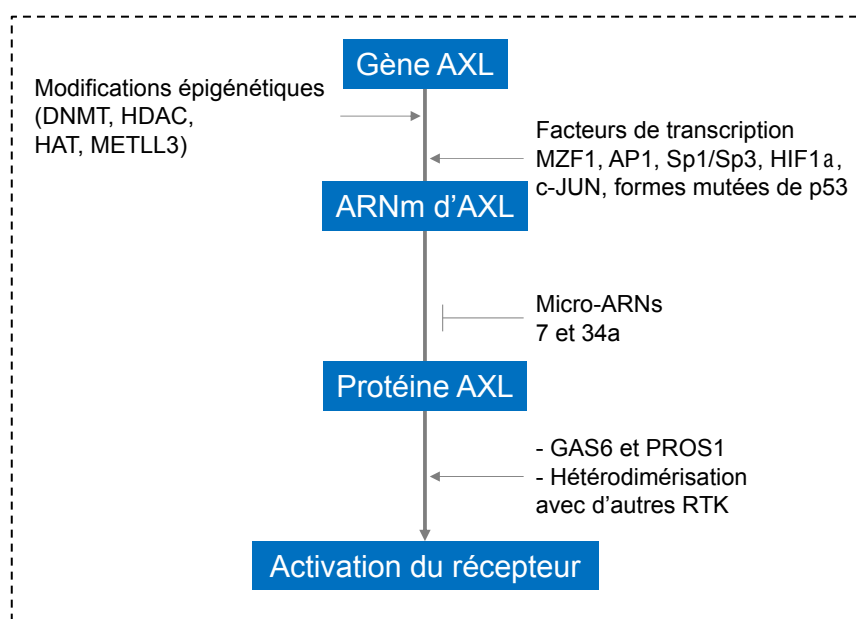 Gène AXL
Modifications épigénétiques
(DNMT, HDAC,
HAT, METLL3)
Facteurs de transcription
MZF1, AP1, Sp1/Sp3, HIF1a,
c-JUN, formes mutées de p53
ARNm d'AXL
Micro-ARNs
7 et 34a
Protéine AXL
- GAS6 et PROS1
- Hétérodimérisation
avec d'autres RTK
Activation du récepteur